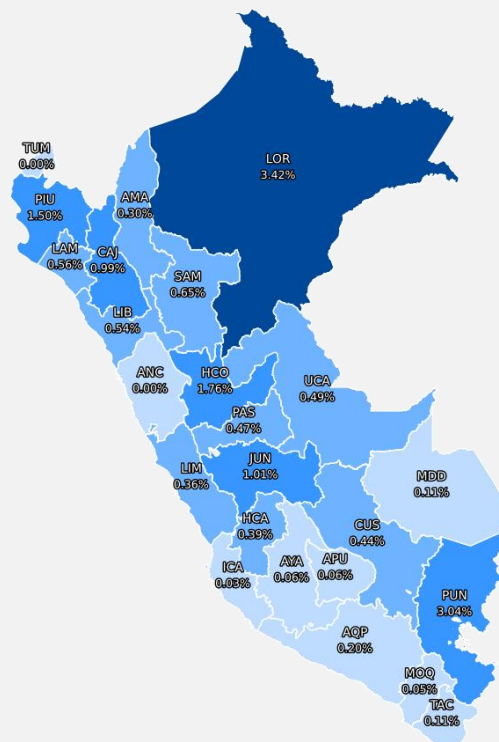 TUM
0.00%
LOR
3.42%
PIU
1.50%
AMA
0.30%
LAM
0.56%
CAJ
0.99%
SAM
0.65%
LIB
0.54%
ANC
0.00%
HCO
1.76%
UCA
0.49%
PAS
0.47%
LIM
0.36%
JUN
1.01%
MDD
0.11%
HCA
0.39%
CUS
0.44%
ICA
0.03%
AYA
0.06%
APU
0.06%
PUN
3.04%
AQP
0.20%
MOQ
0.05%
TAC
0.11%